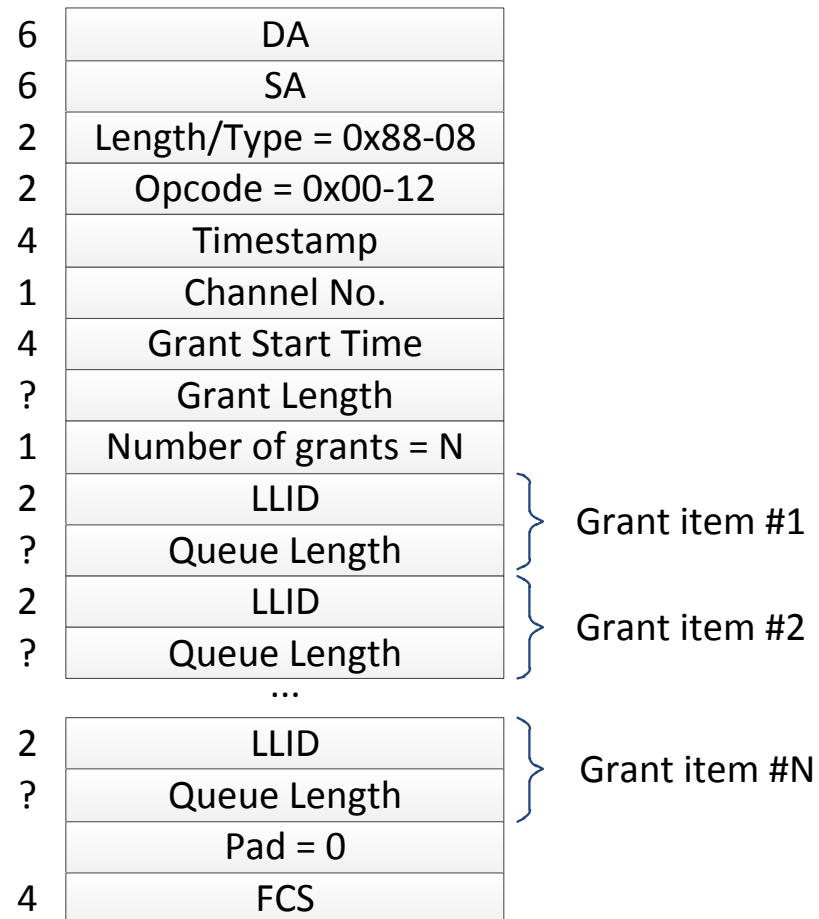 6 DA
6 SA
2 Length/Type = 0x88-08
2 Opcode = 0x00-12
4 Timestamp
1 Channel No.
4 Grant Start Time
? Grant Length
1 Number of grants = N
2 LLID
Grant item #1
? Queue Length
2 LLID
Grant item #2
? Queue Length
...
2 LLID
Grant item #N
? Queue Length
Pad = 0
4 FCS